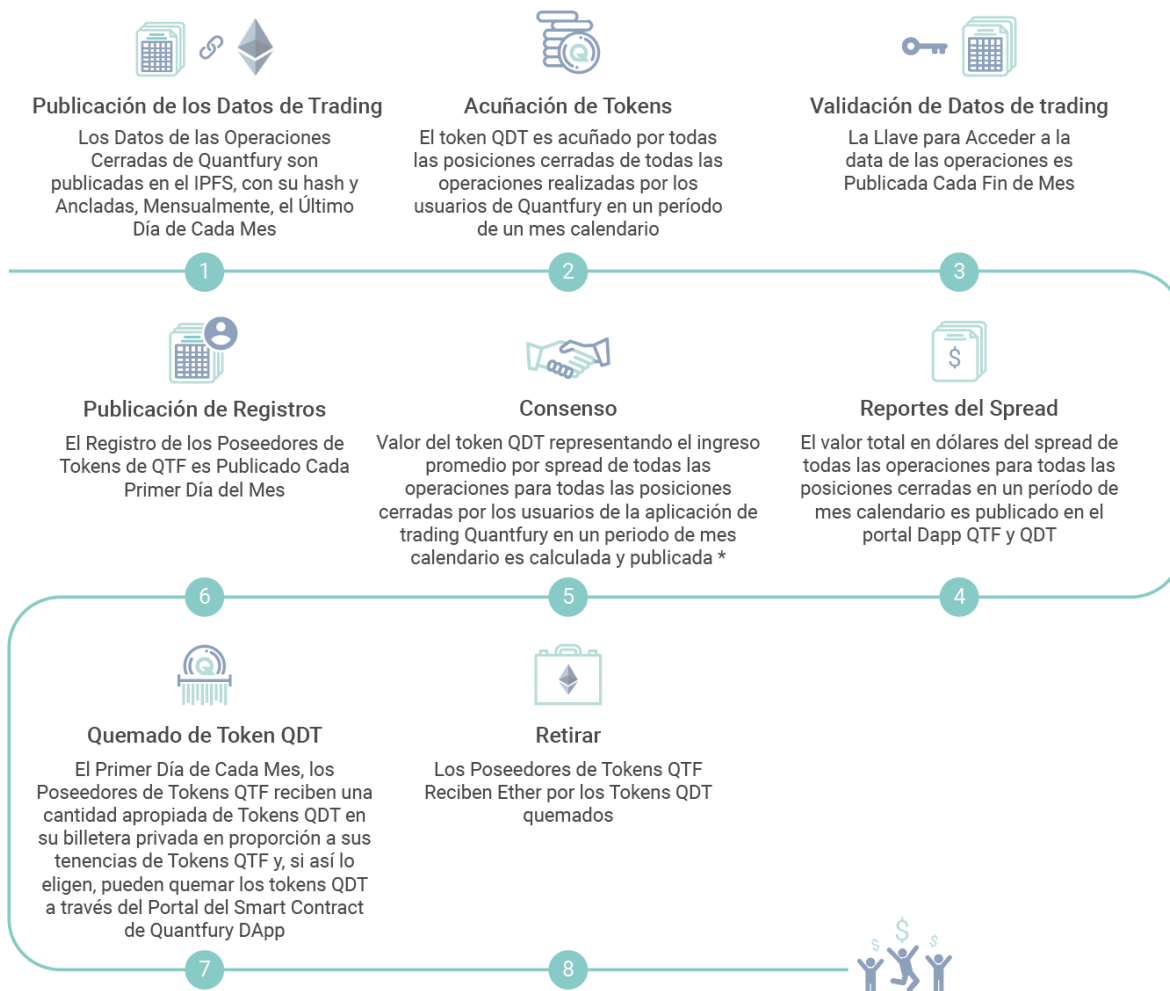 Publicación de los Datos de Trading
Los Datos de las Operaciones
Cerradas de Quantfury son
publicadas en el IPFS, con su hash y
Ancladas, Mensualmente, el Último
Día de Cada Mes
1
Q
Acuñación de Tokens
El token QDT es acuñado por todas
las posiciones cerradas de todas las
operaciones realizadas por los
usuarios de Quantfury en un período
de un mes calendario
2
Validación de Datos de trading
La Llave para Acceder a la
data de las operaciones es
Publicada Cada Fin de Mes
3
$
Reportes del Spread
El valor total en dólares del spread de
todas las operaciones para todas las
posiciones cerradas en un período de
mes calendario es publicado en el
portal Dapp QTF y QDT
4
Consenso
Valor del token QDT representando el ingreso
promedio por spread de todas las
operaciones para todas las posiciones
cerradas por los usuarios de la aplicación de
trading Quantfury en un periodo de mes
calendario es calculada y publicada *
5
Publicación de Registros
El Registro de los Poseedores de
Tokens de QTF es Publicado Cada
Primer Día del Mes
6
Q
Quemado de Token QDT
El Primer Día de Cada Mes, los
Poseedores de Tokens QTF reciben una
cantidad apropiada de Tokens QDT en
su billetera privada en proporción a sus
tenencias de Tokens QTF y, si así lo
eligen, pueden quemar los tokens QDT
a través del Portal del Smart Contract
de Quantfury DApp
7
Retirar
Los Poseedores de Tokens QTF
Reciben Ether por los Tokens QDT
quemados
8
$ $ $